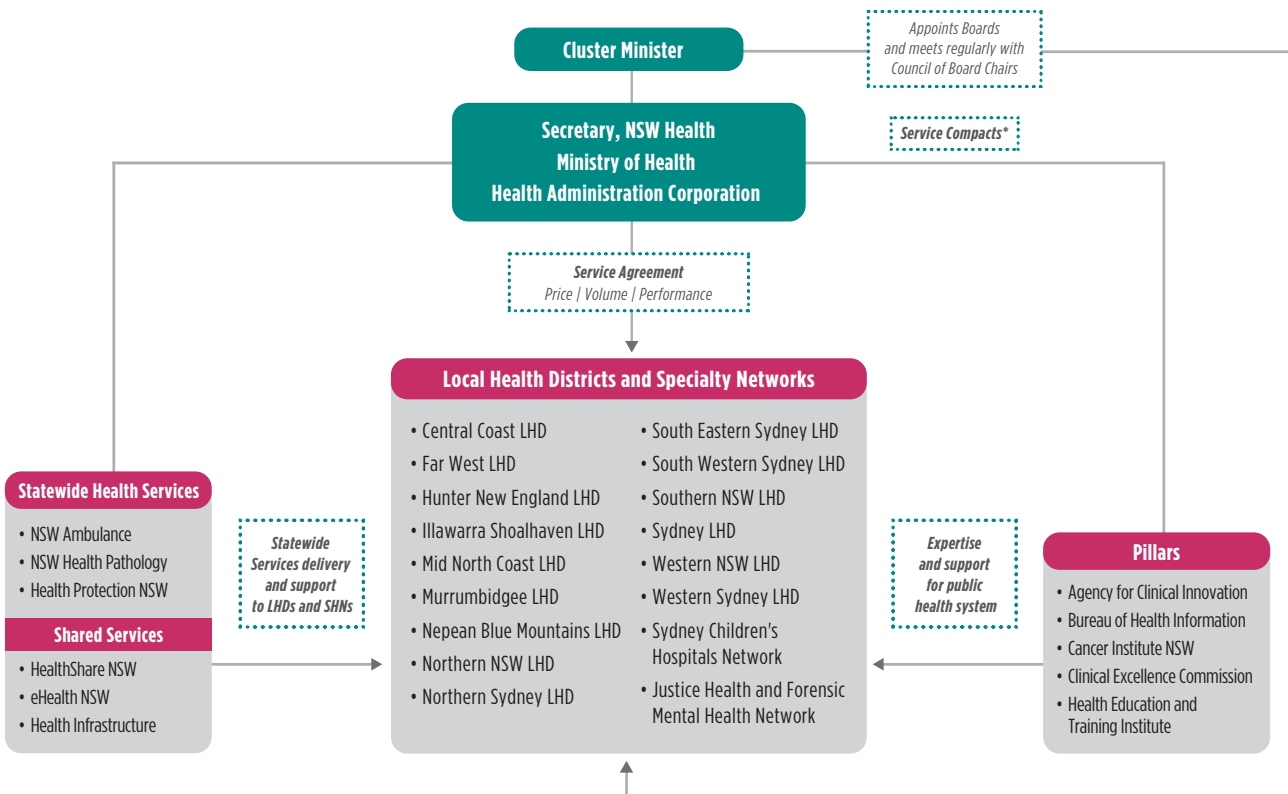 Cluster Minister
Appoints Boards
and meets regularly with
Council of Board Chairs
Secretary, NSW Health
Ministry of Health
Health Administration Corporation
Service Compacts*
Service Agreement
Price | Volume | Performance
Local Health Districts and Specialty Networks
• Central Coast LHD
• Far West LHD
• Hunter New England LHD
• Illawarra Shoalhaven LHD
• Mid North Coast LHD
• Murrumbidgee LHD
• Nepean Blue Mountains LHD
• Northern NSW LHD
• Northern Sydney LHD
• South Eastern Sydney LHD
• South Western Sydney LHD
• Southern NSW LHD
• Sydney LHD
• Western NSW LHD
• Western Sydney LHD
• Sydney Children's
Hospitals Network
• Justice Health and Forensic
Mental Health Network
Statewide Health Services
• NSW Ambulance
• NSW Health Pathology
• Health Protection NSW
Shared Services
• HealthShare NSW
• eHealth NSW
• Health Infrastructure
Statewide
Services delivery
and support
to LHDs and SHNs
Expertise
and support
for public
health system
Pillars
• Agency for Clinical Innovation
• Bureau of Health Information
• Cancer Institute NSW
• Clinical Excellence Commission
• Health Education and
Training Institute